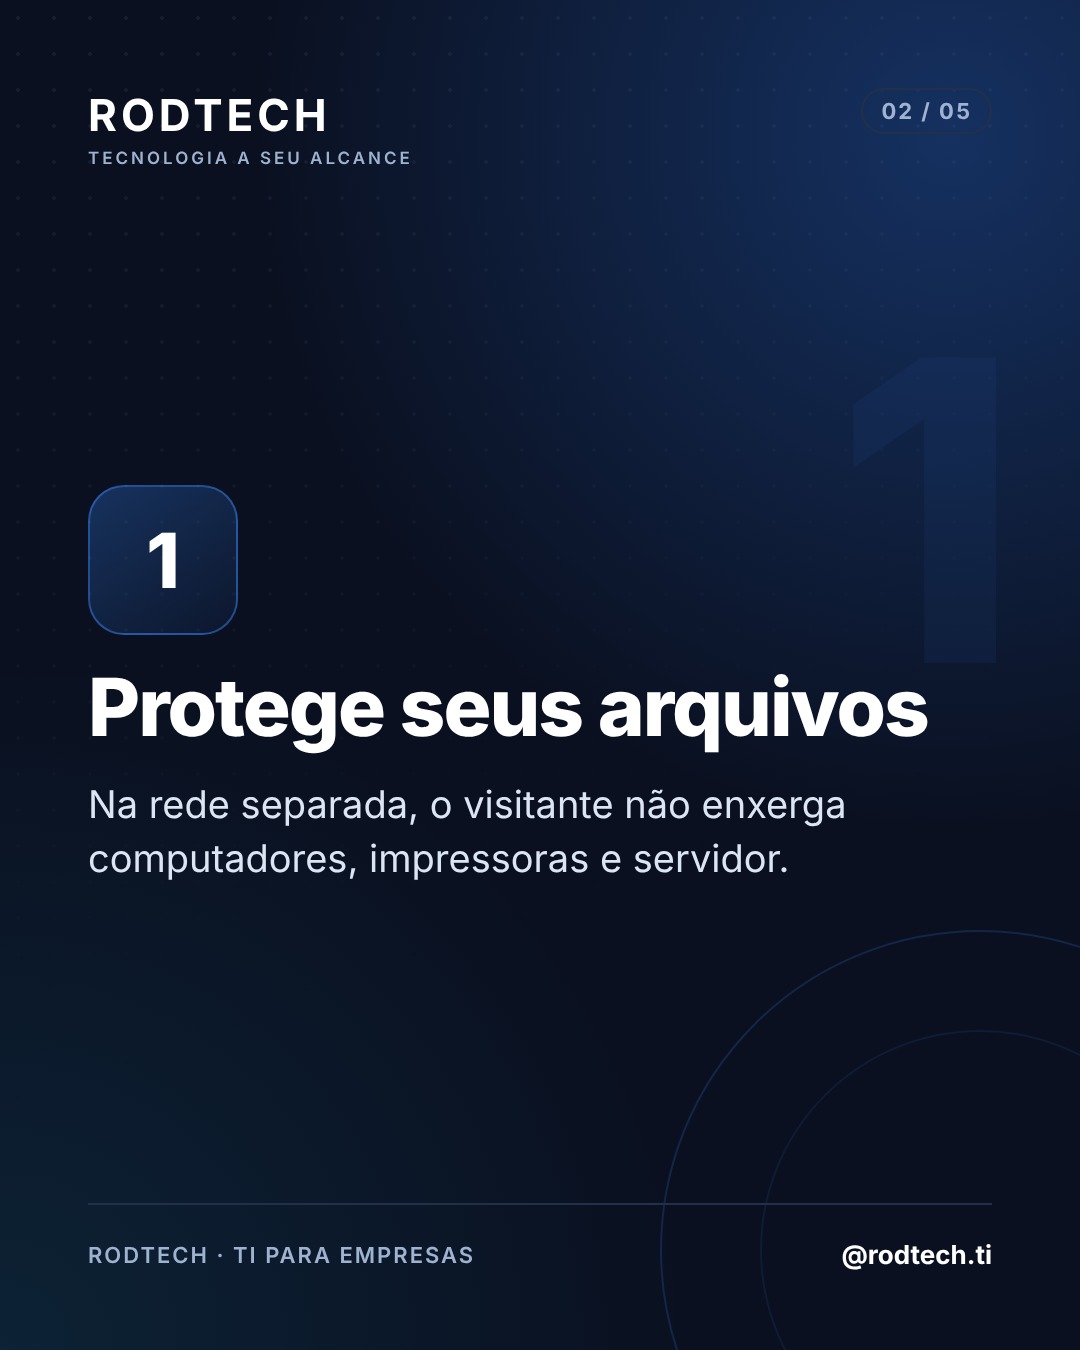 RODTECH
TECNOLOGIA A SEU ALCANCE
02 / 05
1
1
Protege seus arquivos
Na rede separada, o visitante não enxerga
computadores, impressoras e servidor.
RODTECH · TI PARA EMPRESAS
@rodtech.ti